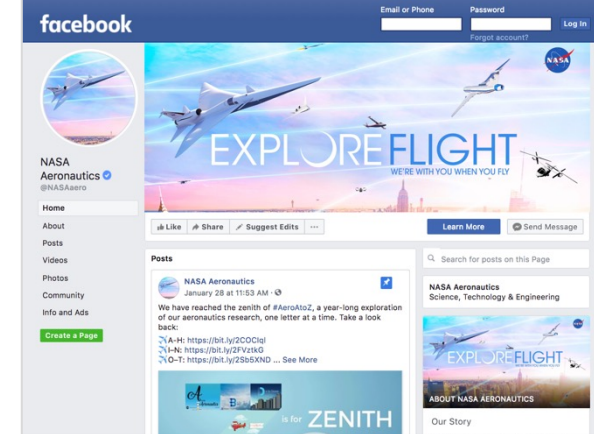 facebook
Email or Phone
Password
Log In
Forgot account?
NASA
EXPLORE FLIGHT
WE'RE WITH YOU WHEN YOU FLY
NASA
Aeronautics
@NASAaero
Home
About
Posts
Videos
Photos
Community
Info and Ads
Create a Page
Like
Share
Suggest Edits
...
Learn More
Send Message
Posts
NASA Aeronautics
January 28 at 11:53 AM ·
We have reached the zenith of #AeroAtoZ, a year-long exploration
of our aeronautics research, one letter at a time. Take a look
back:
A-H: https://bit.ly/2COClqI
I-N: https://bit.ly/2FVztkG
O-T: https://bit.ly/2Sb5XND ... See More
A
B
is for ZENITH
Search for posts on this Page
NASA Aeronautics
Science, Technology & Engineering
EXPLORE FLIGHT
ABOUT NASA AERONAUTICS
Our Story